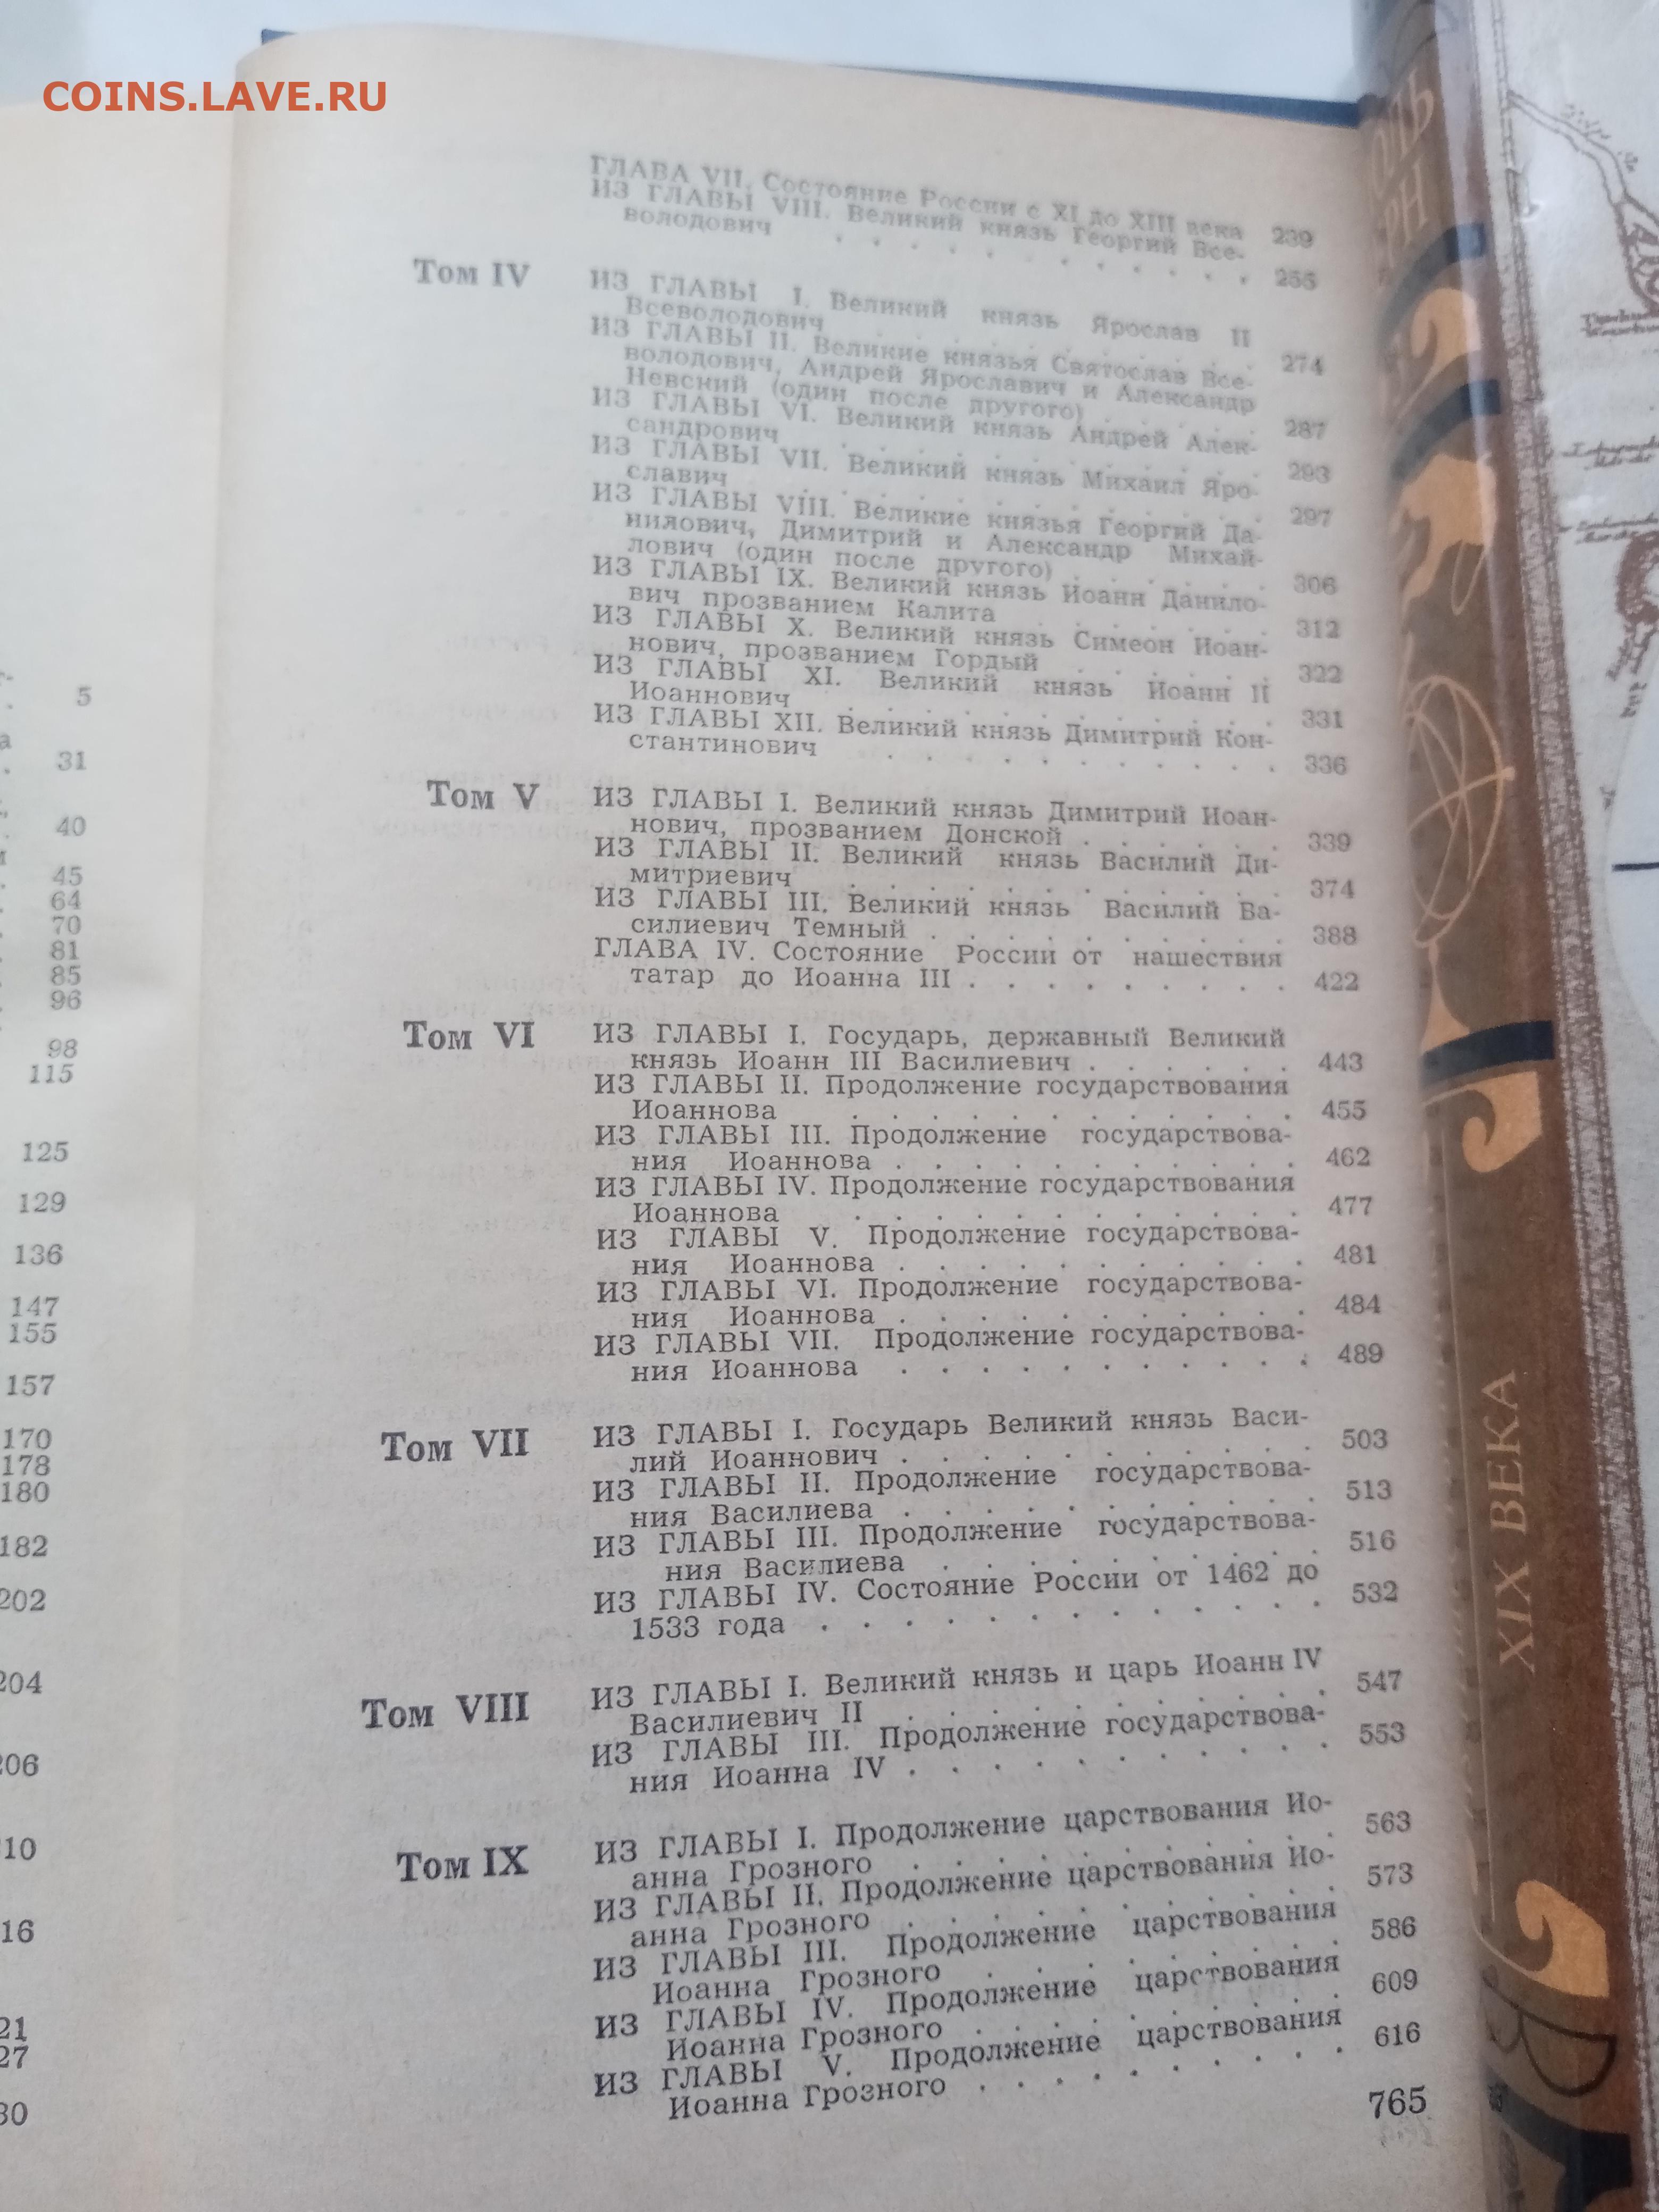 COINS.LAVE.RU
ГЛАВА VII. Состояние России с XI до XIII века 239
ИЗ ГЛАВЫ VIII. Великий князь Георгий Все-
володович . . . . . . . . . . . 255
Том IV ИЗ ГЛАВЫ I. Великий князь Ярослав II
Всеволодович . . . . . . . . . . 274
ИЗ ГЛАВЫ II. Великие князья Святослав Все-
володович, Андрей Ярославич и Александр
Невский (один после другого) . . . . 287
ИЗ ГЛАВЫ VI. Великий князь Андрей Алек-
сандрович . . . . . . . . . . . 293
ИЗ ГЛАВЫ VII. Великий князь Михаил Яро-
славич . . . . . . . . . . . . 297
ИЗ ГЛАВЫ VIII. Великие князья Георгий Да-
нилович, Димитрий и Александр Михай-
лович (один после другого) . . . . . 306
ИЗ ГЛАВЫ IX. Великий князь Иоанн Данило-
вич прозванием Калита . . . . . . 312
ИЗ ГЛАВЫ X. Великий князь Симеон Иоан-
нович, прозванием Гордый . . . . . 322
ИЗ ГЛАВЫ XI. Великий князь Иоанн II
Иоаннович . . . . . . . . . . . 331
ИЗ ГЛАВЫ XII. Великий князь Димитрий Кон-
стантинович . . . . . . . . . . 336
Том V ИЗ ГЛАВЫ I. Великий князь Димитрий Иоан-
нович, прозванием Донской . . . . . . 339
ИЗ ГЛАВЫ II. Великий князь Василий Ди-
митриевич . . . . . . . . . . . 374
ИЗ ГЛАВЫ III. Великий князь Василий Ва-
силиевич Темный . . . . . . . . . 388
ГЛАВА IV. Состояние России от нашествия
татар до Иоанна III . . . . . . . . . 422
Том VI ИЗ ГЛАВЫ I. Государь, державный Великий
князь Иоанн III Василиевич . . . . . . 443
ИЗ ГЛАВЫ II. Продолжение государствования
Иоаннова . . . . . . . . . . . . 455
ИЗ ГЛАВЫ III. Продолжение государствова-
ния Иоаннова . . . . . . . . . . . 462
ИЗ ГЛАВЫ IV. Продолжение государствования
Иоаннова . . . . . . . . . . . . 477
ИЗ ГЛАВЫ V. Продолжение государствова-
ния Иоаннова . . . . . . . . . . . 481
ИЗ ГЛАВЫ VI. Продолжение государствова-
ния Иоаннова . . . . . . . . . . . 484
ИЗ ГЛАВЫ VII. Продолжение государствова-
ния Иоаннова . . . . . . . . . . . 489
Том VII ИЗ ГЛАВЫ I. Государь Великий князь Васи-
лий Иоаннович . . . . . . . . . . . 503
ИЗ ГЛАВЫ II. Продолжение государствова-
ния Василиева . . . . . . . . . . . 513
ИЗ ГЛАВЫ III. Продолжение государствова-
ния Василиева . . . . . . . . . . 516
ИЗ ГЛАВЫ IV. Состояние России от 1462 до
1533 года . . . . . . . . . . . . . 532
Том VIII ИЗ ГЛАВЫ I. Великий князь и царь Иоанн IV
Василиевич II . . . . . . . . . . . 547
ИЗ ГЛАВЫ III. Продолжение государствова-
ния Иоанна IV . . . . . . . . . . . 553
Том IX ИЗ ГЛАВЫ I. Продолжение царствования Ио-
анна Грозного . . . . . . . . . . . 563
ИЗ ГЛАВЫ II. Продолжение царствования Ио-
анна Грозного . . . . . . . . . . . 573
ИЗ ГЛАВЫ III. Продолжение царствования
Иоанна Грозного . . . . . . . . . . 586
ИЗ ГЛАВЫ IV. Продолжение царствования
Иоанна Грозного . . . . . . . . . . 609
ИЗ ГЛАВЫ V. Продолжение царствования
Иоанна Грозного . . . . . . . . . . 616
765
5
31
40
45
64
70
81
85
96
98
115
125
129
136
147
155
157
170
178
180
182
202
204
206
XIX ВЕКА